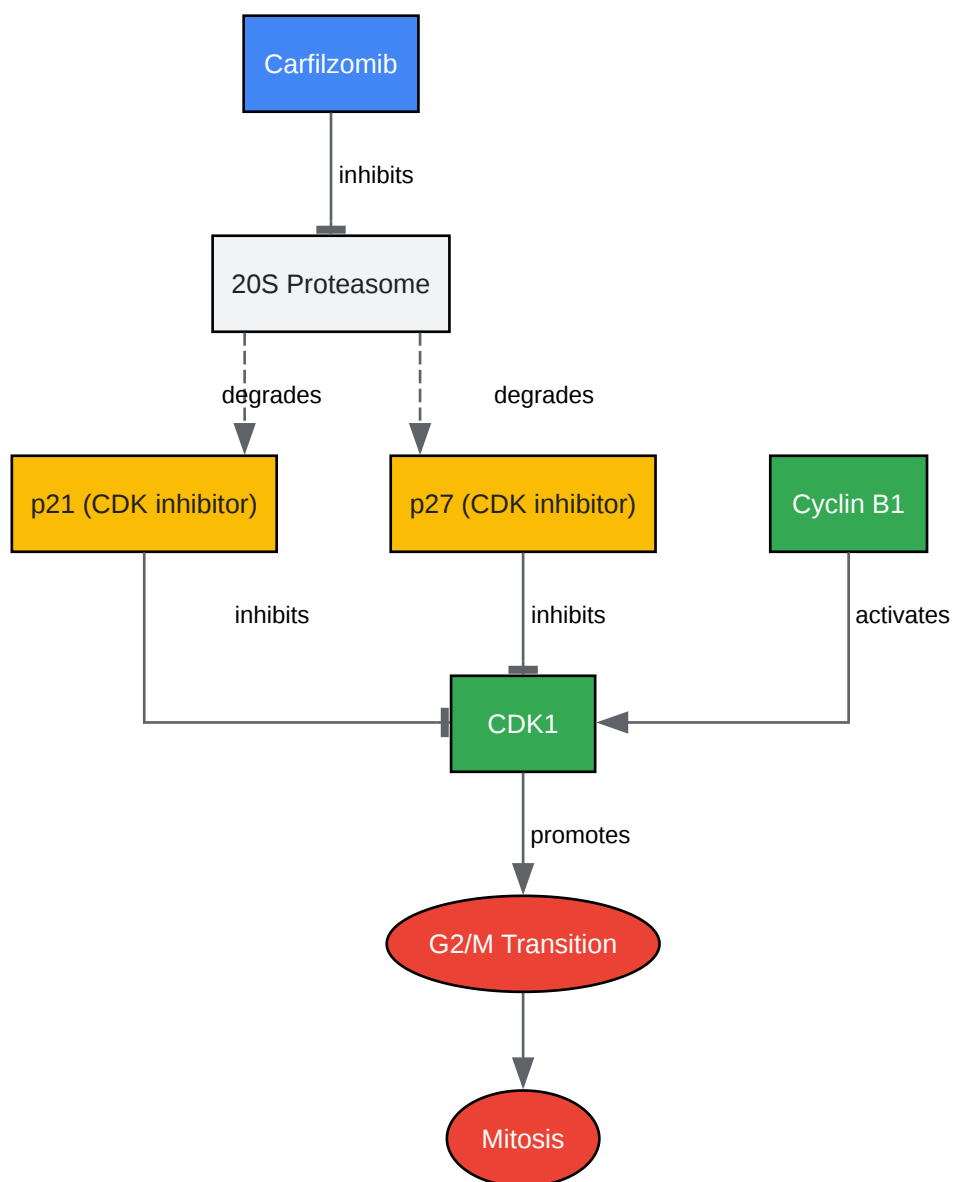 Carfilzomib
inhibits
20S Proteasome
degrades
degrades
p21 (CDK inhibitor)
p27 (CDK inhibitor)
Cyclin B1
inhibits
inhibits
activates
CDK1
promotes
G2/M Transition
Mitosis